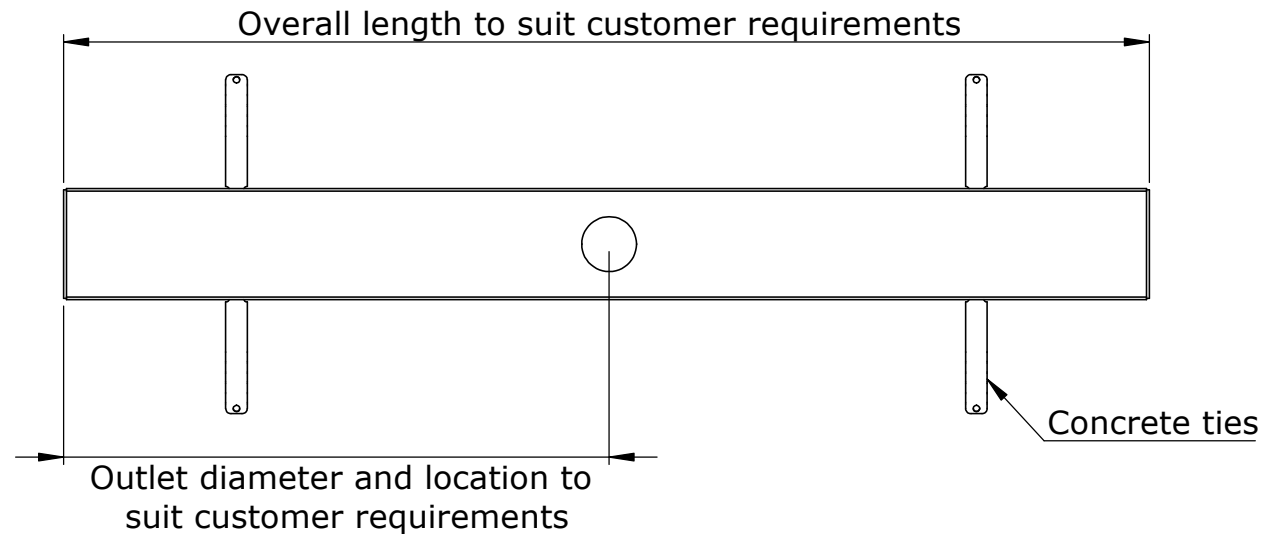 Overall length to suit customer requirements
Concrete ties
Outlet diameter and location to
suit customer requirements